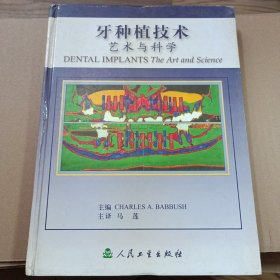 牙种植技术
艺术与科学
DENTAL IMPLANTS The Art and Science
主编 CHARLES A. BABBUSH
主译 马 莲
人民卫生出版社